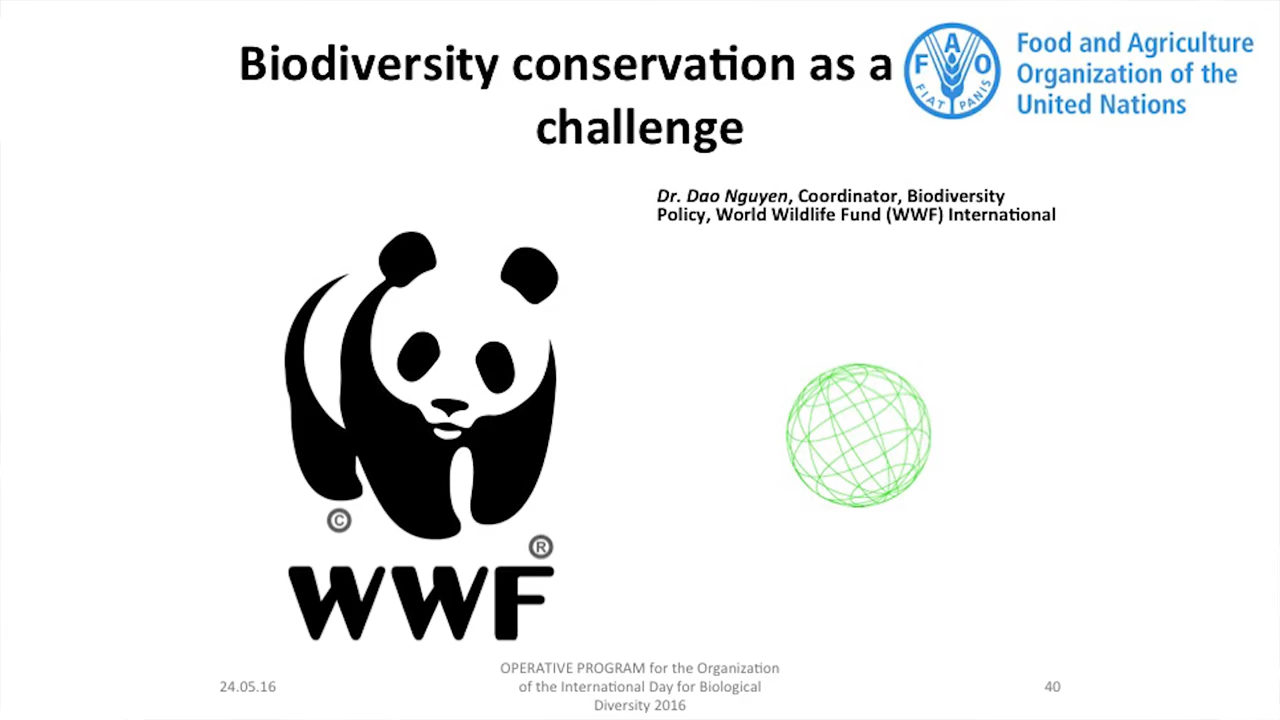 Biodiversity conservation as a
challenge
FAO
FIAT PANIS
Food and Agriculture
Organization of the
United Nations
Dr. Dao Nguyen, Coordinator, Biodiversity
Policy, World Wildlife Fund (WWF) International
©
®
WWF
24.05.16
OPERATIVE PROGRAM for the Organization
of the International Day for Biological
Diversity 2016
40